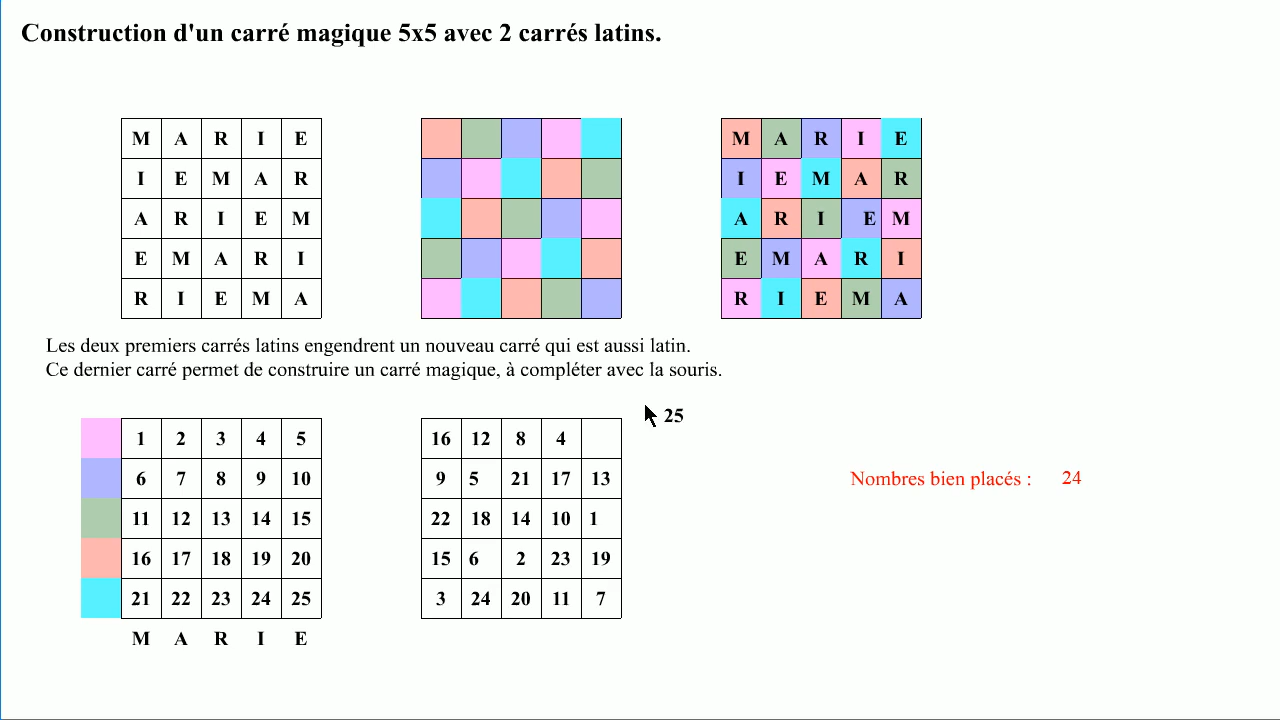 Construction d'un carré magique 5x5 avec 2 carrés latins.
M A R I E M A R I E
I E M A R I E M A R
A R I E M A R I E M
E M A R I E M A R I
R I E M A R I E M A
Les deux premiers carrés latins engendrent un nouveau carré qui est aussi latin.
Ce dernier carré permet de construire un carré magique, à compléter avec la souris.
25
1 2 3 4 5 16 12 8 4
6 7 8 9 10 9 5 21 17 13
Nombres bien placés : 24
11 12 13 14 15 22 18 14 10 1
16 17 18 19 20 15 6 2 23 19
21 22 23 24 25 3 24 20 11 7
M A R I E